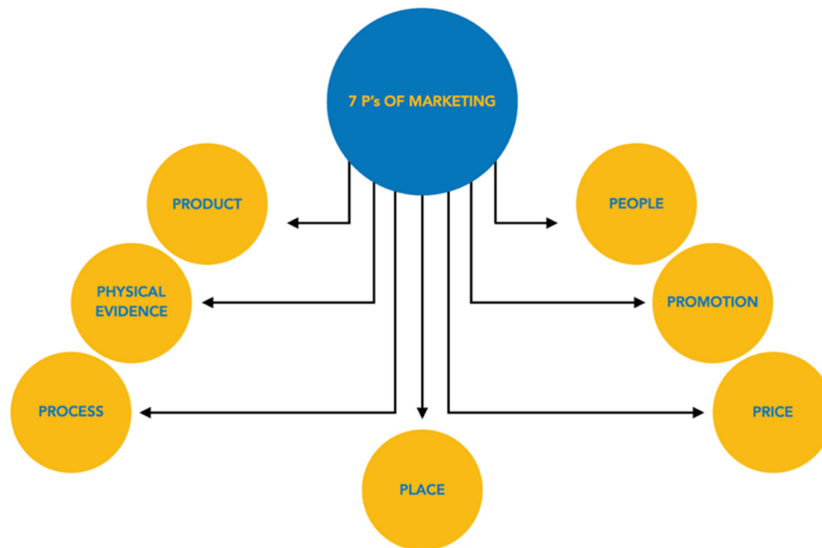 7 P's OF MARKETING
PRODUCT
PEOPLE
PHYSICAL
EVIDENCE
PROMOTION
PROCESS
PRICE
PLACE